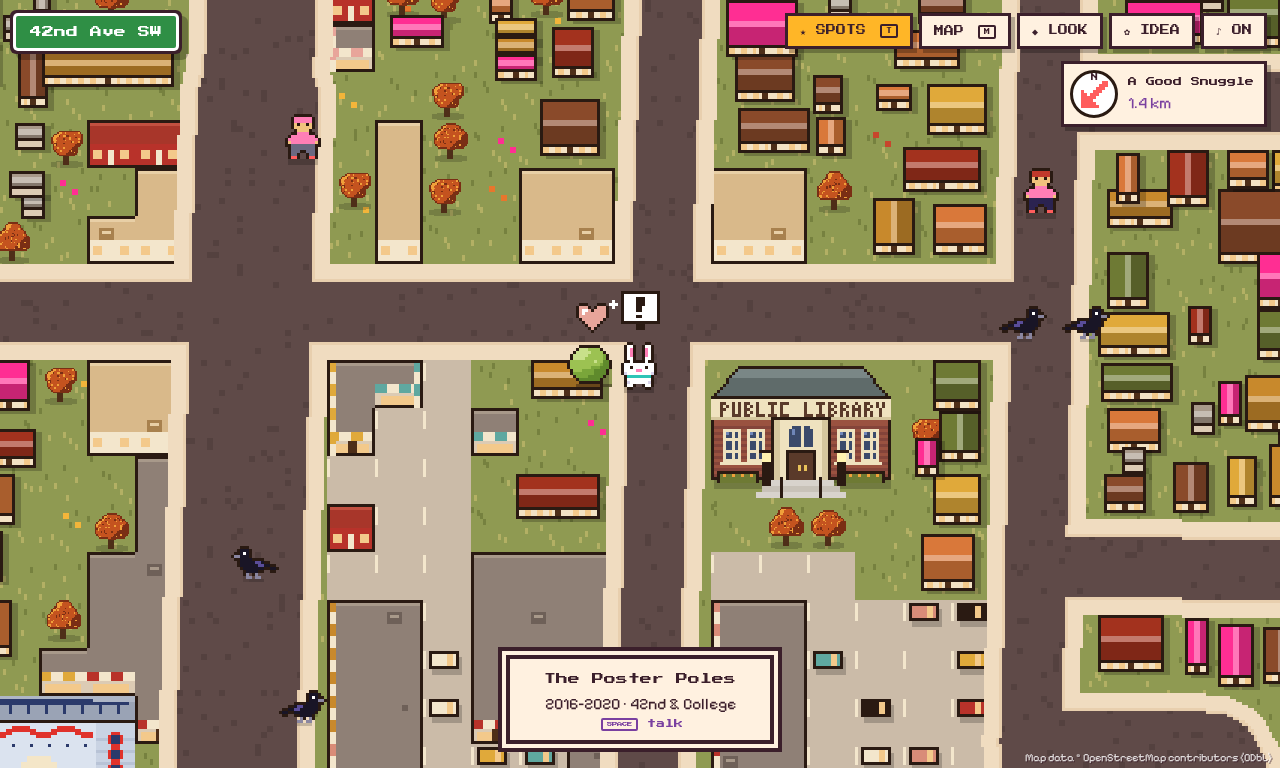 42nd Ave SW
★ SPOTS T
MAP M
◆ LOOK
✿ IDEA
♪ ON
N
A Good Snuggle
1.4 km
!
PUBLIC LIBRARY
The Poster Poles
2016-2020 · 42nd & College
SPACE talk
Map data © OpenStreetMap contributors (ODbL)